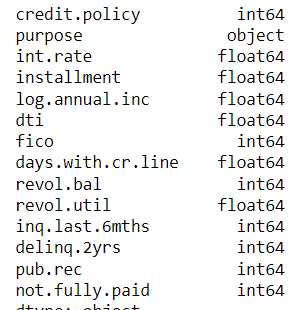 credit.policy int64
purpose object
int.rate float64
installment float64
log.annual.inc float64
dti float64
fico int64
days.with.cr.line float64
revol.bal int64
revol.util float64
inq.last.6mths int64
delinq.2yrs int64
pub.rec int64
not.fully.paid int64
dtype: object